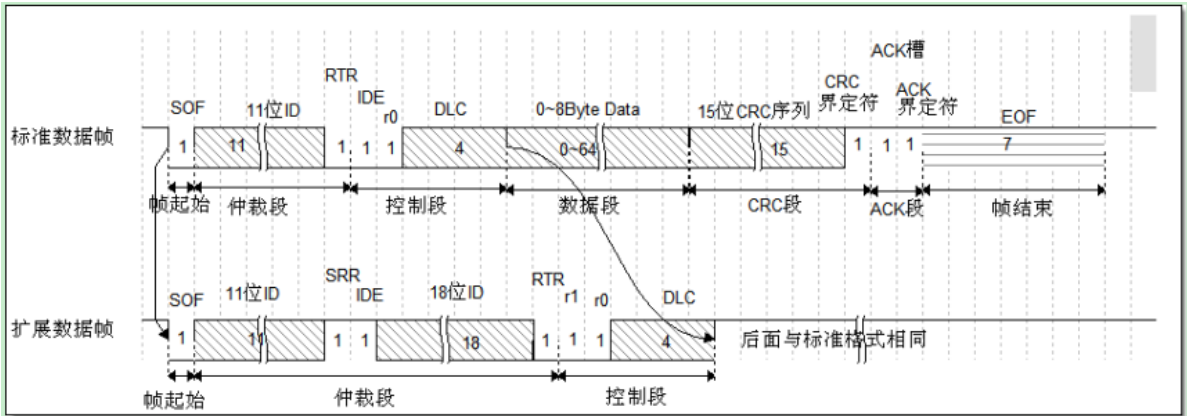 ACK槽
RTR
CRC
ACK
SOF
11位ID
IDE
r0
DLC
0~8Byte Data
15位CRC序列
界定符
界定符
EOF
标准数据帧
1
11
1
1
1
4
0~64
15
1
1
1
7
帧起始
仲裁段
控制段
数据段
CRC段
ACK段
帧结束
SRR
RTR
SOF
11位ID
IDE
18位ID
r1
r0
DLC
扩展数据帧
1
11
1
1
18
1
1
1
4
后面与标准格式相同
帧起始
仲裁段
控制段